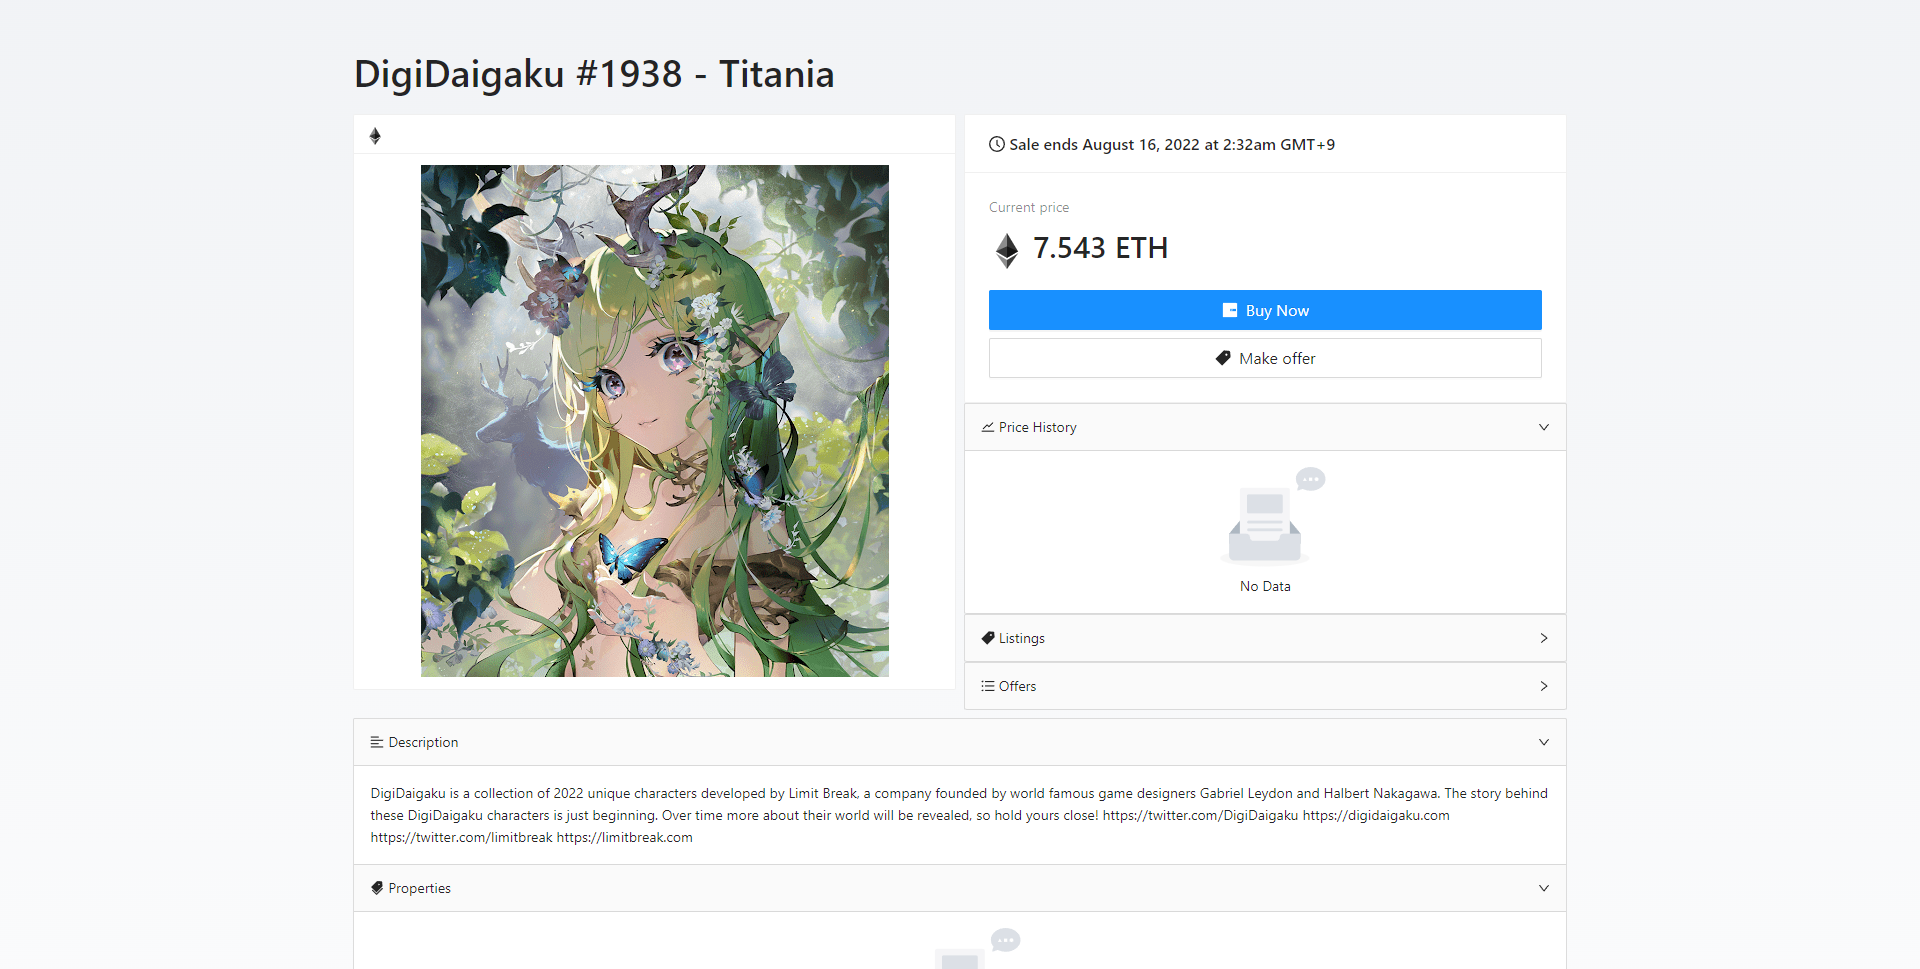 DigiDaigaku #1938 - Titania
Sale ends August 16, 2022 at 2:32am GMT+9
Current price
7.543 ETH
Buy Now
Make offer
Price History
No Data
Listings
Offers
Description
DigiDaigaku is a collection of 2022 unique characters developed by Limit Break, a company founded by world famous game designers Gabriel Leydon and Halbert Nakagawa. The story behind
these DigiDaigaku characters is just beginning. Over time more about their world will be revealed, so hold yours close! https://twitter.com/DigiDaigaku https://digidaigaku.com
https://twitter.com/limitbreak https://limitbreak.com
Properties